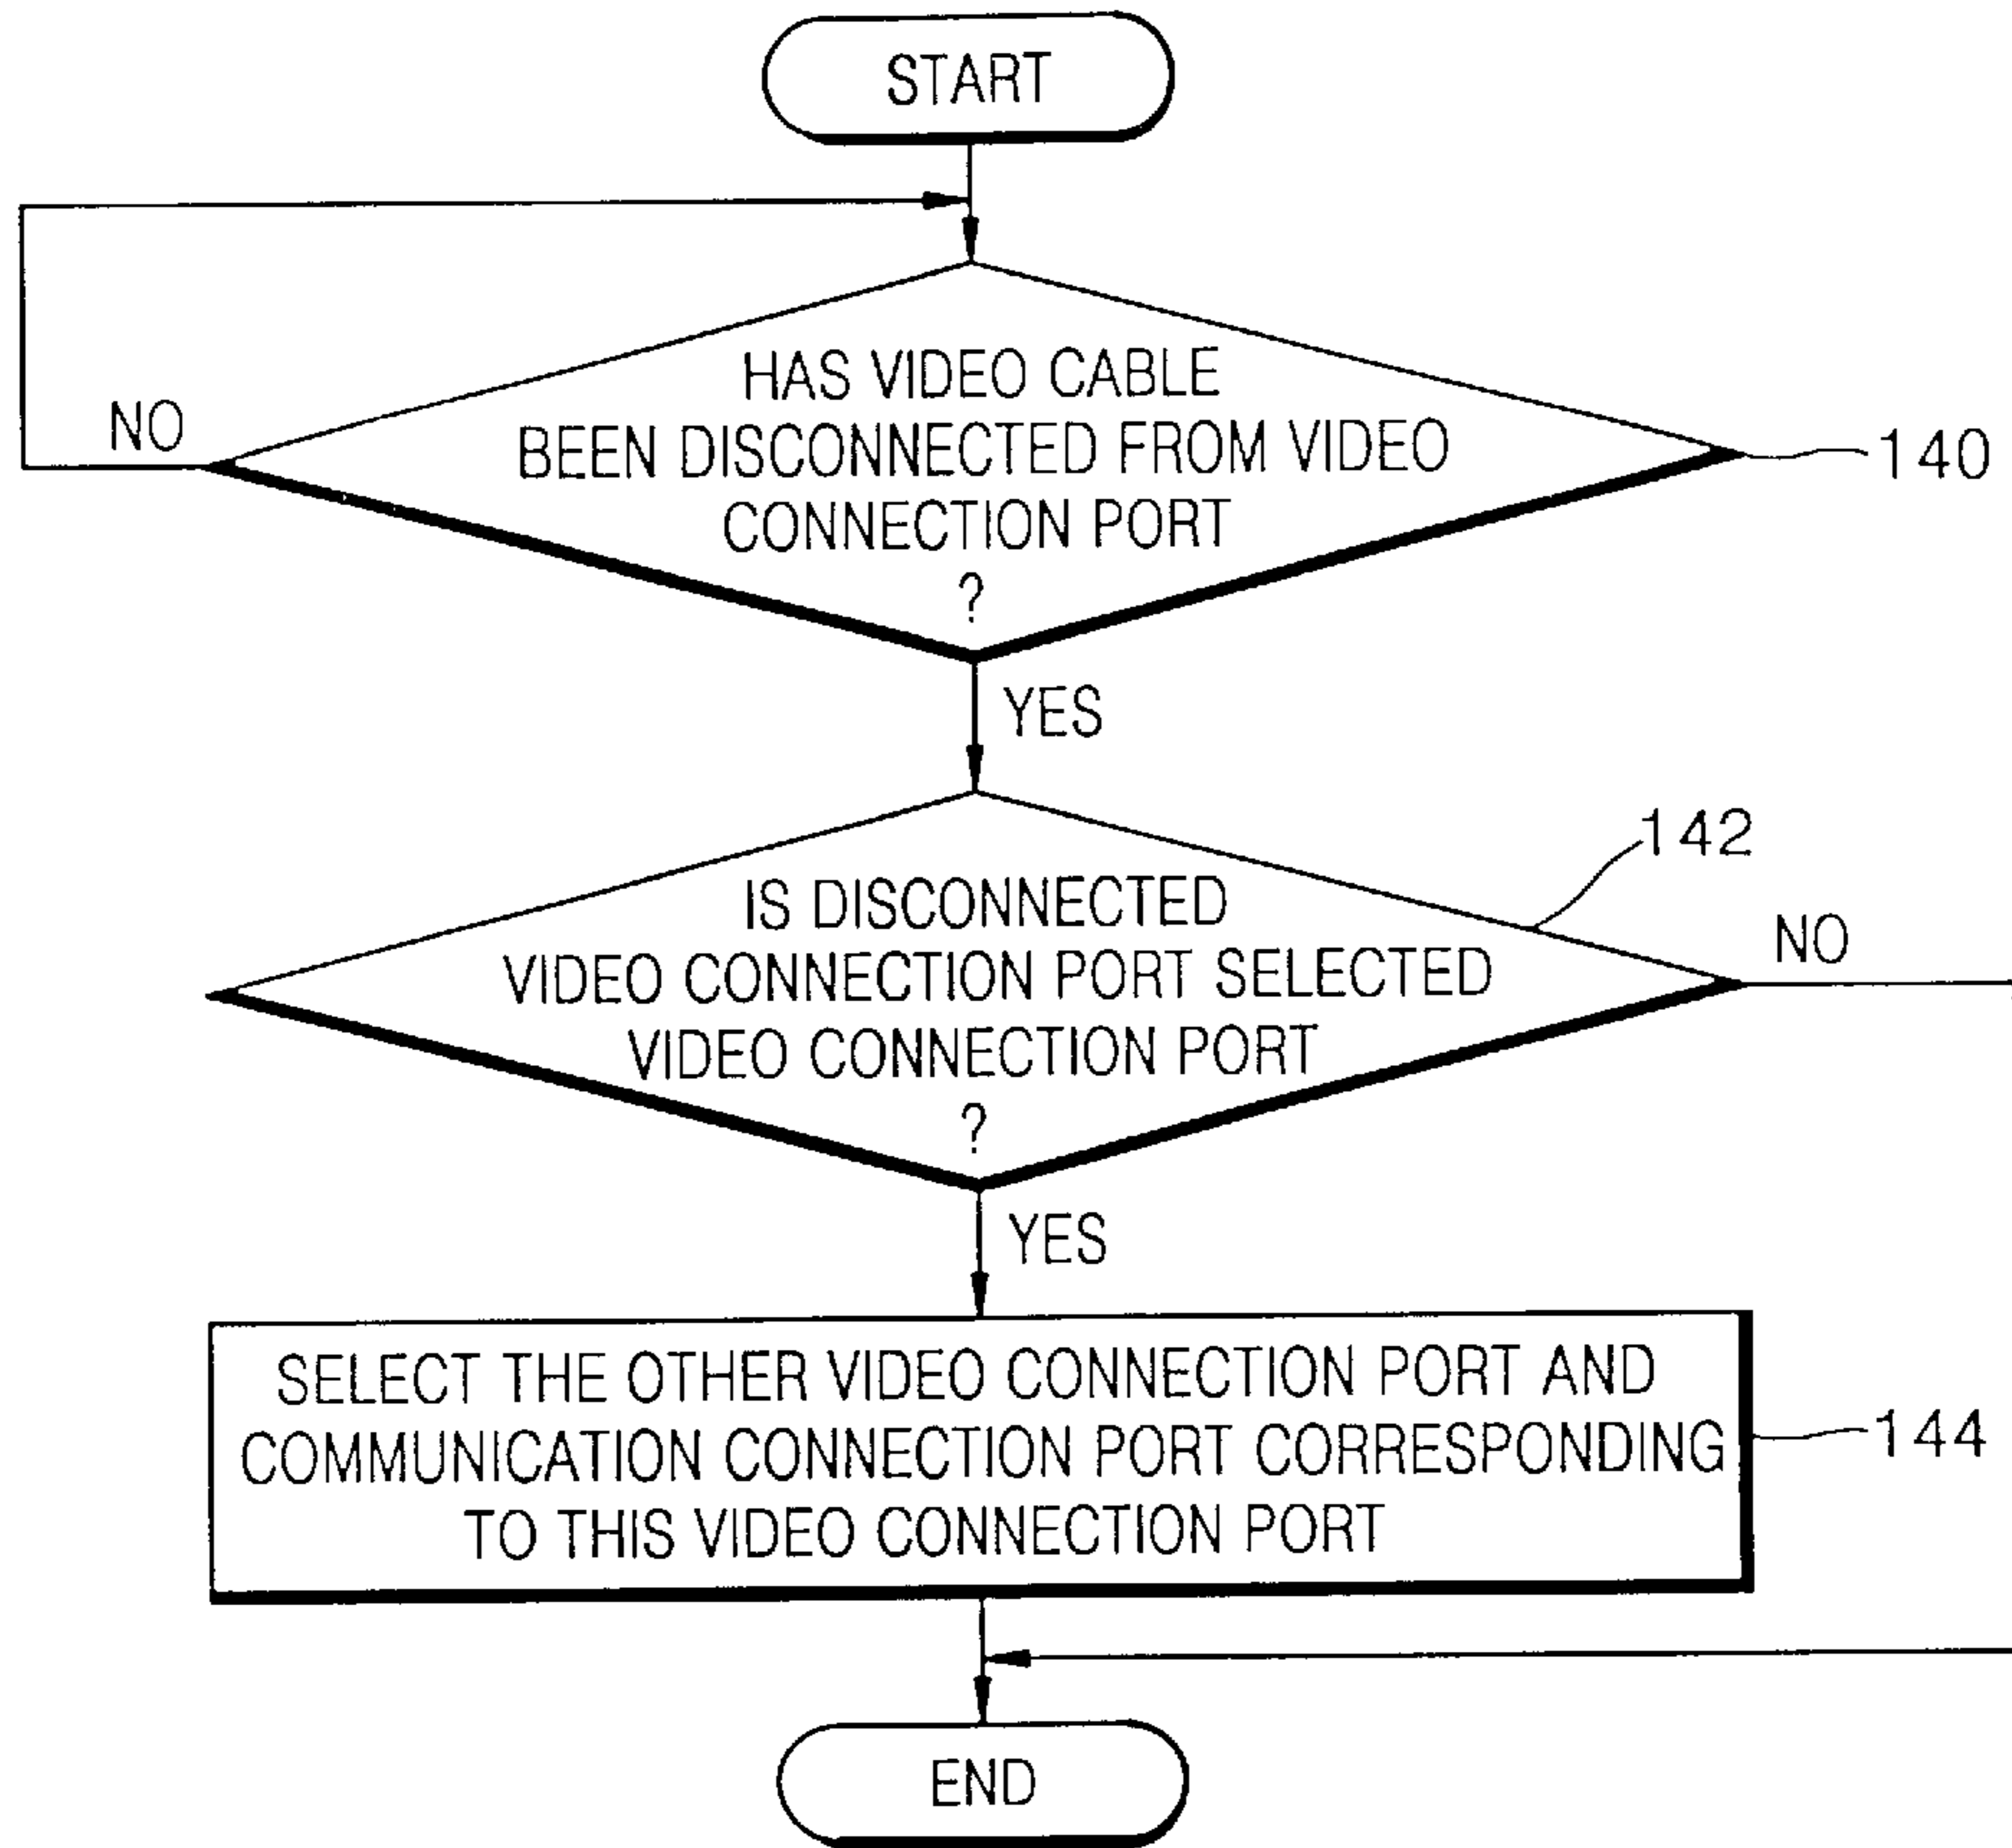 START
HAS VIDEO CABLE
BEEN DISCONNECTED FROM VIDEO
CONNECTION PORT
?
NO
140
YES
IS DISCONNECTED
VIDEO CONNECTION PORT SELECTED
VIDEO CONNECTION PORT
?
142
NO
YES
SELECT THE OTHER VIDEO CONNECTION PORT AND
COMMUNICATION CONNECTION PORT CORRESPONDING
TO THIS VIDEO CONNECTION PORT
144
END